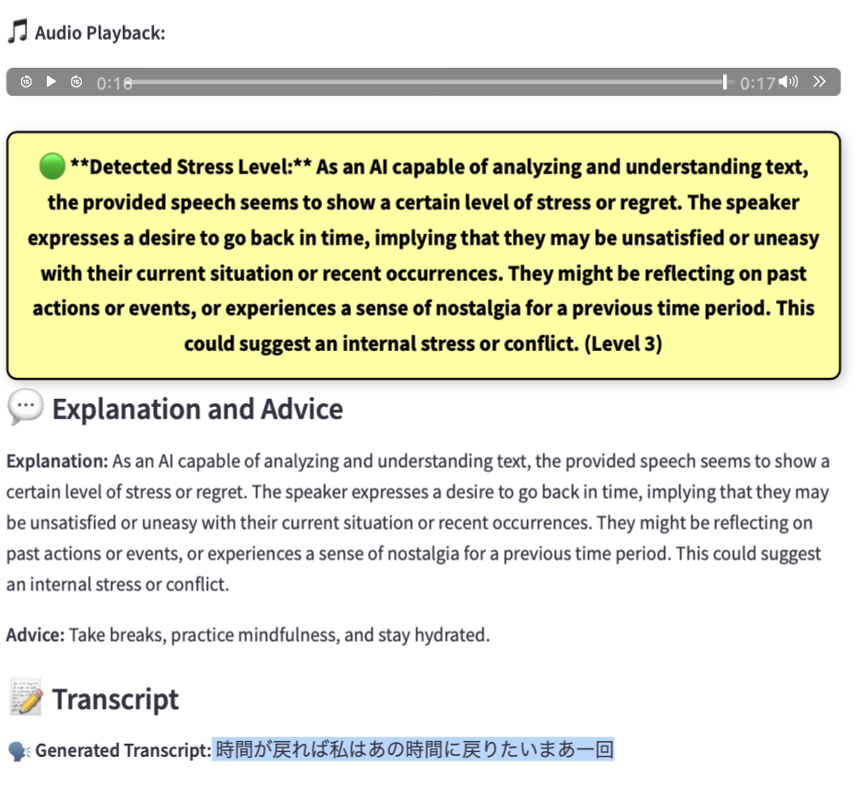 🎵 Audio Playback:
0:16 0:17
🟢 **Detected Stress Level:** As an AI capable of analyzing and understanding text,
the provided speech seems to show a certain level of stress or regret. The speaker
expresses a desire to go back in time, implying that they may be unsatisfied or uneasy
with their current situation or recent occurrences. They might be reflecting on past
actions or events, or experiences a sense of nostalgia for a previous time period. This
could suggest an internal stress or conflict. (Level 3)
💬 Explanation and Advice
Explanation: As an AI capable of analyzing and understanding text, the provided speech seems to show a
certain level of stress or regret. The speaker expresses a desire to go back in time, implying that they may
be unsatisfied or uneasy with their current situation or recent occurrences. They might be reflecting on
past actions or events, or experiences a sense of nostalgia for a previous time period. This could suggest
an internal stress or conflict.
Advice: Take breaks, practice mindfulness, and stay hydrated.
📝 Transcript
🗣️ Generated Transcript: 時間が戻れば私はあの時間に戻りたいまあ一回